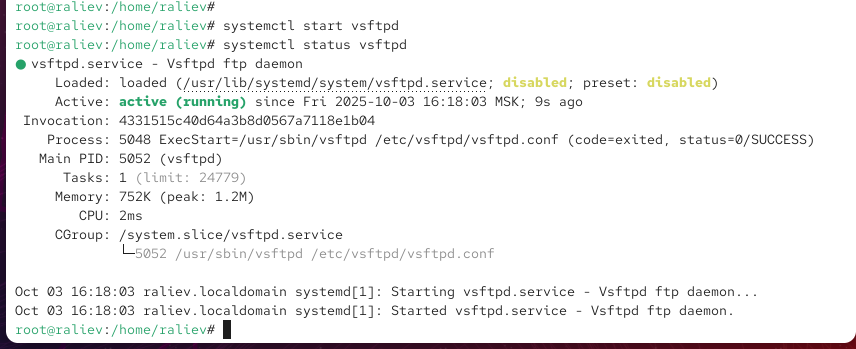 root@raliev:/home/raliev#
root@raliev:/home/raliev# systemctl start vsftpd
root@raliev:/home/raliev# systemctl status vsftpd
● vsftpd.service - Vsftpd ftp daemon
     Loaded: loaded (/usr/lib/systemd/system/vsftpd.service; disabled; preset: disabled)
     Active: active (running) since Fri 2025-10-03 16:18:03 MSK; 9s ago
 Invocation: 4331515c40d64a3b8d0567a7118e1b04
    Process: 5048 ExecStart=/usr/sbin/vsftpd /etc/vsftpd/vsftpd.conf (code=exited, status=0/SUCCESS)
   Main PID: 5052 (vsftpd)
      Tasks: 1 (limit: 24779)
     Memory: 752K (peak: 1.2M)
        CPU: 2ms
     CGroup: /system.slice/vsftpd.service
             └─5052 /usr/sbin/vsftpd /etc/vsftpd/vsftpd.conf
Oct 03 16:18:03 raliev.localdomain systemd[1]: Starting vsftpd.service - Vsftpd ftp daemon...
Oct 03 16:18:03 raliev.localdomain systemd[1]: Started vsftpd.service - Vsftpd ftp daemon.
root@raliev:/home/raliev#